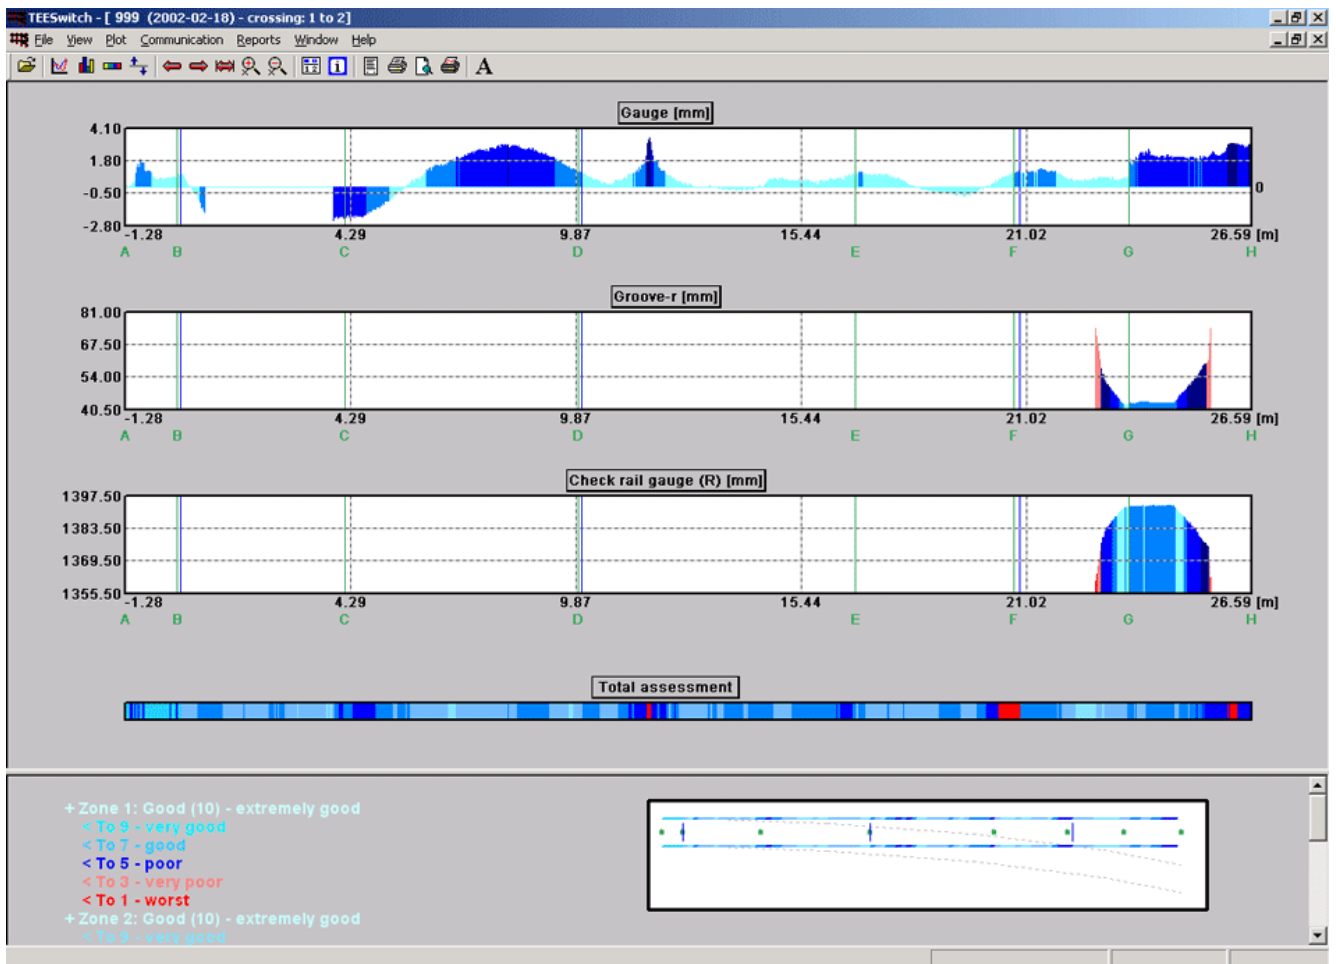 TEESwitch - [ 999 (2002-02-18) - crossing: 1 to 2]
File View Plot Communication Reports Window Help
A
Gauge [mm]
4.10
1.80
-0.50
-2.80
0
-1.28 4.29 9.87 15.44 21.02 26.59 [m]
A B C D E F G H
Groove-r [mm]
81.00
67.50
54.00
40.50
-1.28 4.29 9.87 15.44 21.02 26.59 [m]
A B C D E F G H
Check rail gauge (R) [mm]
1397.50
1383.50
1369.50
1355.50
-1.28 4.29 9.87 15.44 21.02 26.59 [m]
A B C D E F G H
Total assessment
+ Zone 1: Good (10) - extremely good
< To 9 - very good
< To 7 - good
< To 5 - poor
< To 3 - very poor
< To 1 - worst
+ Zone 2: Good (10) - extremely good
< To 9 - very good